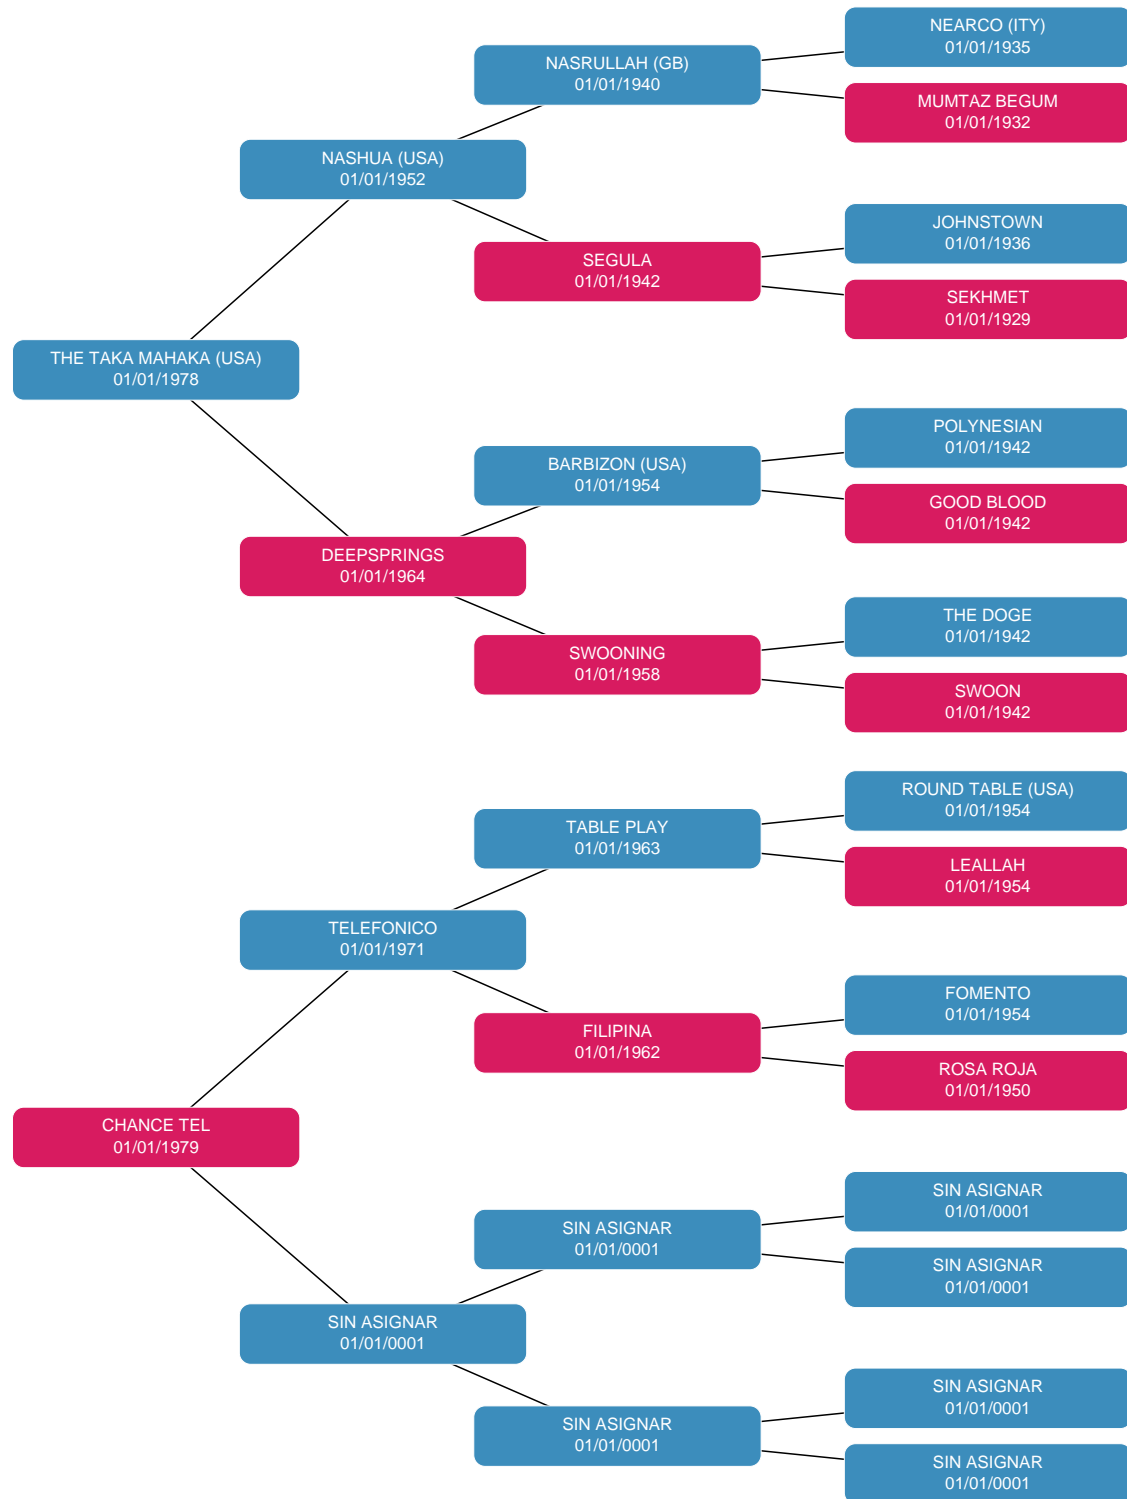 NEARCO (ITY)
01/01/1935
NASRULLAH (GB)
01/01/1940
MUMTAZ BEGUM
01/01/1932
NASHUA (USA)
01/01/1952
JOHNSTOWN
01/01/1936
SEGULA
01/01/1942
SEKHMET
01/01/1929
THE TAKA MAHAKA (USA)
01/01/1978
POLYNESIAN
01/01/1942
BARBIZON (USA)
01/01/1954
GOOD BLOOD
01/01/1942
DEEPSPRINGS
01/01/1964
THE DOGE
01/01/1942
SWOONING
01/01/1958
SWOON
01/01/1942
ROUND TABLE (USA)
01/01/1954
TABLE PLAY
01/01/1963
LEALLAH
01/01/1954
TELEFONICO
01/01/1971
FOMENTO
01/01/1954
FILIPINA
01/01/1962
ROSA ROJA
01/01/1950
CHANCE TEL
01/01/1979
SIN ASIGNAR
01/01/0001
SIN ASIGNAR
01/01/0001
SIN ASIGNAR
01/01/0001
SIN ASIGNAR
01/01/0001
SIN ASIGNAR
01/01/0001
SIN ASIGNAR
01/01/0001
SIN ASIGNAR
01/01/0001